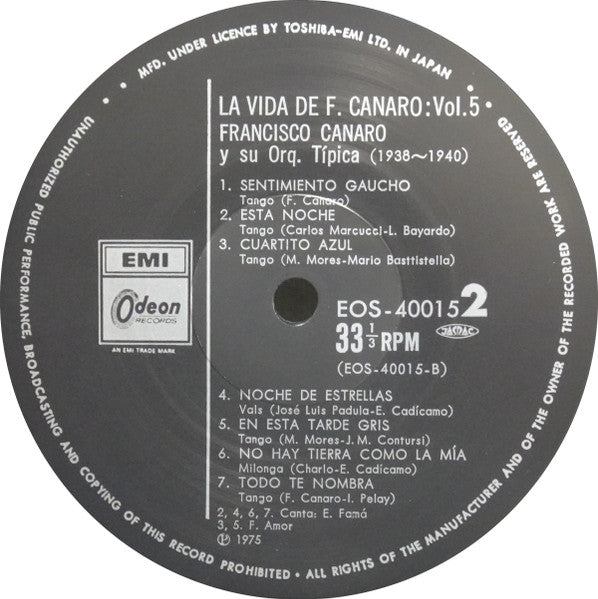 MFD. UNDER LICENCE BY TOSHIBA-EMI LTD. IN JAPAN
LA VIDA DE F. CANARO:Vol.5
FRANCISCO CANARO
y su Orq. Típica (1938~1940)
1. SENTIMIENTO GAUCHO
Tango (F. Canaro)
2. ESTA NOCHE
Tango (Carlos Marcucci-L. Bayardo)
3. CUARTITO AZUL
Tango (M. Mores-Mario Basttistella)
EMI
Odeon
RECORDS
AN EMI TRADE MARK
EOS-40015 2
33 1/3 RPM
JASRAC
(EOS-40015-B)
4. NOCHE DE ESTRELLAS
Vals (José Luis Padula-E. Cadícamo)
5. EN ESTA TARDE GRIS
Tango (M. Mores-J.M. Contursi)
6. NO HAY TIERRA COMO LA MÍA
Milonga (Charlo-E. Cadícamo)
7. TODO TE NOMBRA
Tango (F. Canaro-I. Pelay)
2, 4, 6, 7. Canta: E. Famá
3, 5. F. Amor
Ⓟ 1975
ALL RIGHTS OF THE MANUFACTURER AND OF THE OWNER OF THE RECORDED WORK ARE RESERVED •
UNAUTHORIZED PUBLIC PERFORMANCE, BROADCASTING AND COPYING OF THIS RECORD PROHIBITED •